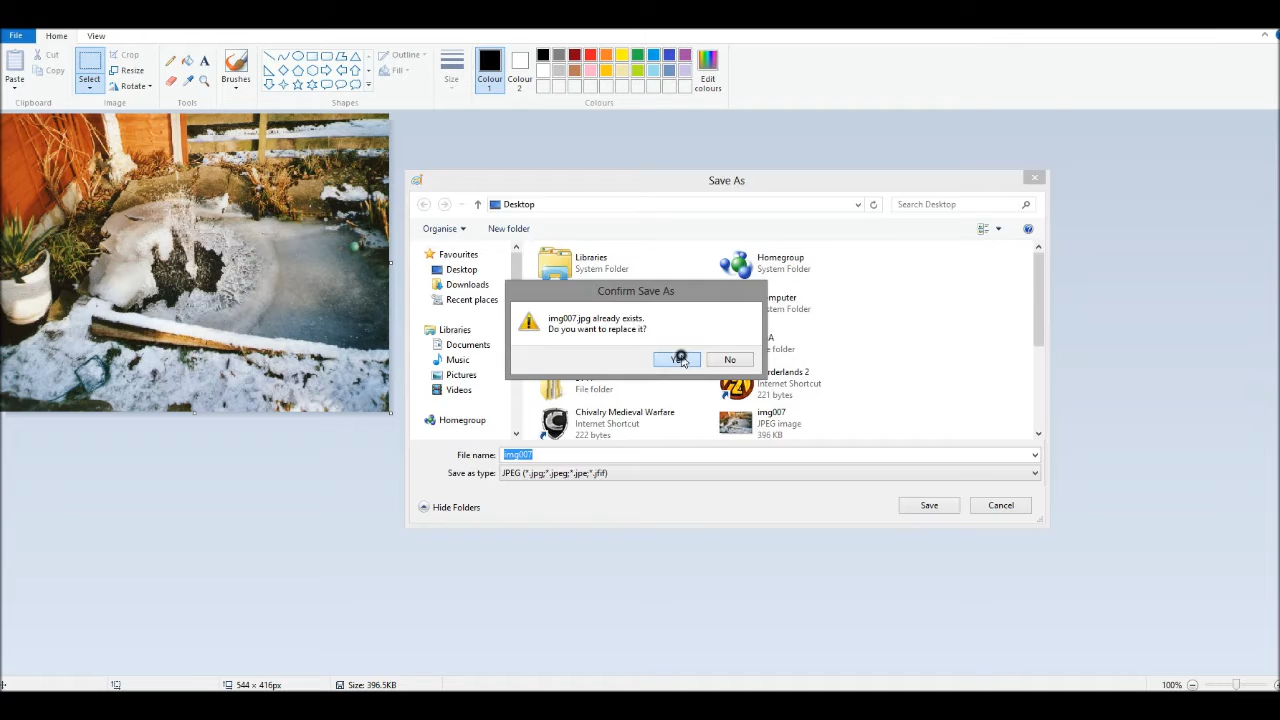 File Home View
Cut
Copy
Paste
Clipboard
Select
Crop
Resize
Rotate
Image
Tools
Brushes
Shapes
Outline
Fill
Size
Colour 1
Colour 2
Edit colours
Colours
Save As
Desktop
Search Desktop
Organise New folder
Favourites
Desktop
Downloads
Recent places
Libraries
Documents
Music
Pictures
Videos
Homegroup
Libraries
System Folder
Homegroup
System Folder
Confirm Save As
img007.jpg already exists.
Do you want to replace it?
No
File folder
Internet Shortcut
221 bytes
Chivalry Medieval Warfare
Internet Shortcut
222 bytes
img007
JPEG image
396 KB
File name: img007
Save as type: JPEG (*.jpg;*.jpeg;*.jpe;*.jfif)
Hide Folders
Save Cancel
544 × 416px
Size: 396.5KB
100%